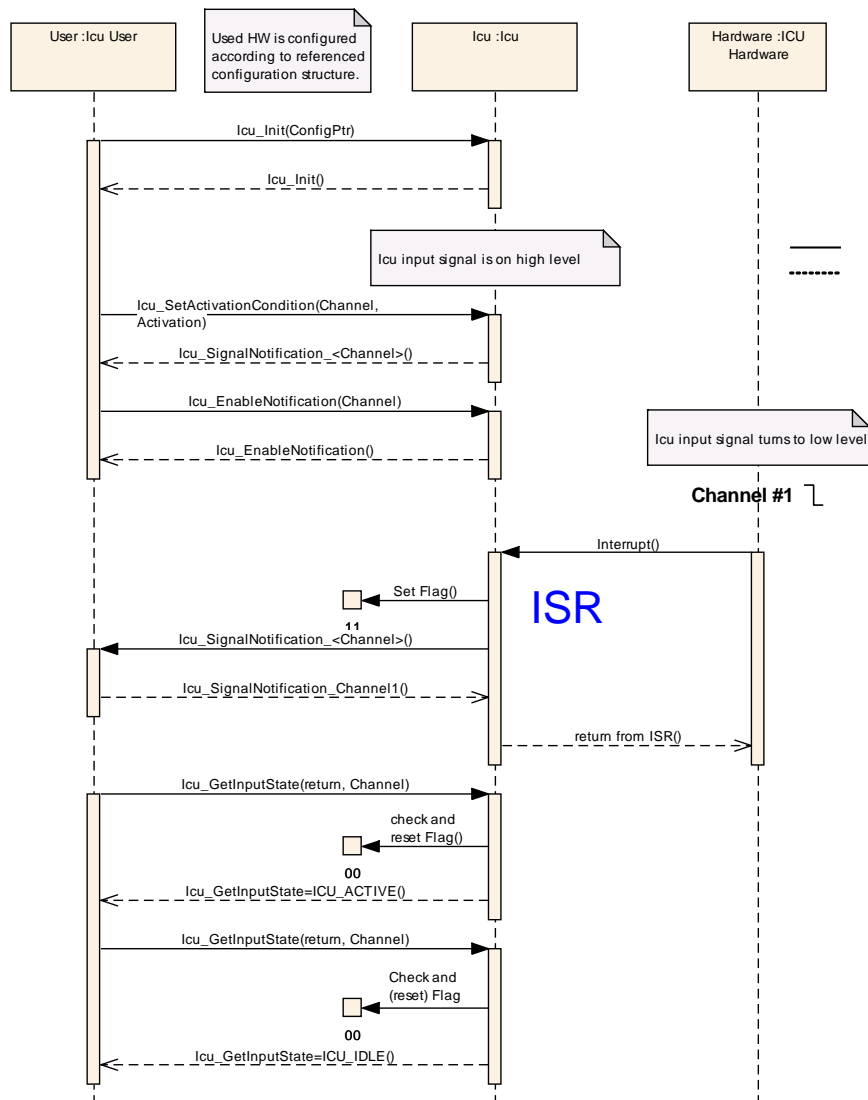 User :Icu User
Used HW is configured
according to referenced
configuration structure.
Icu :Icu
Hardware :ICU
Hardware
Icu_Init(ConfigPtr)
Icu_Init()
Icu input signal is on high level
Icu_SetActivationCondition(Channel,
Activation)
Icu_SignalNotification_<Channel>()
Icu_EnableNotification(Channel)
Icu input signal turns to low level
Icu_EnableNotification()
Channel #1
Interrupt()
Set Flag()
ISR
11
Icu_SignalNotification_<Channel>()
Icu_SignalNotification_Channel1()
return from ISR()
Icu_GetInputState(return, Channel)
check and
reset Flag()
00
Icu_GetInputState=ICU_ACTIVE()
Icu_GetInputState(return, Channel)
Check and
(reset) Flag
00
Icu_GetInputState=ICU_IDLE()